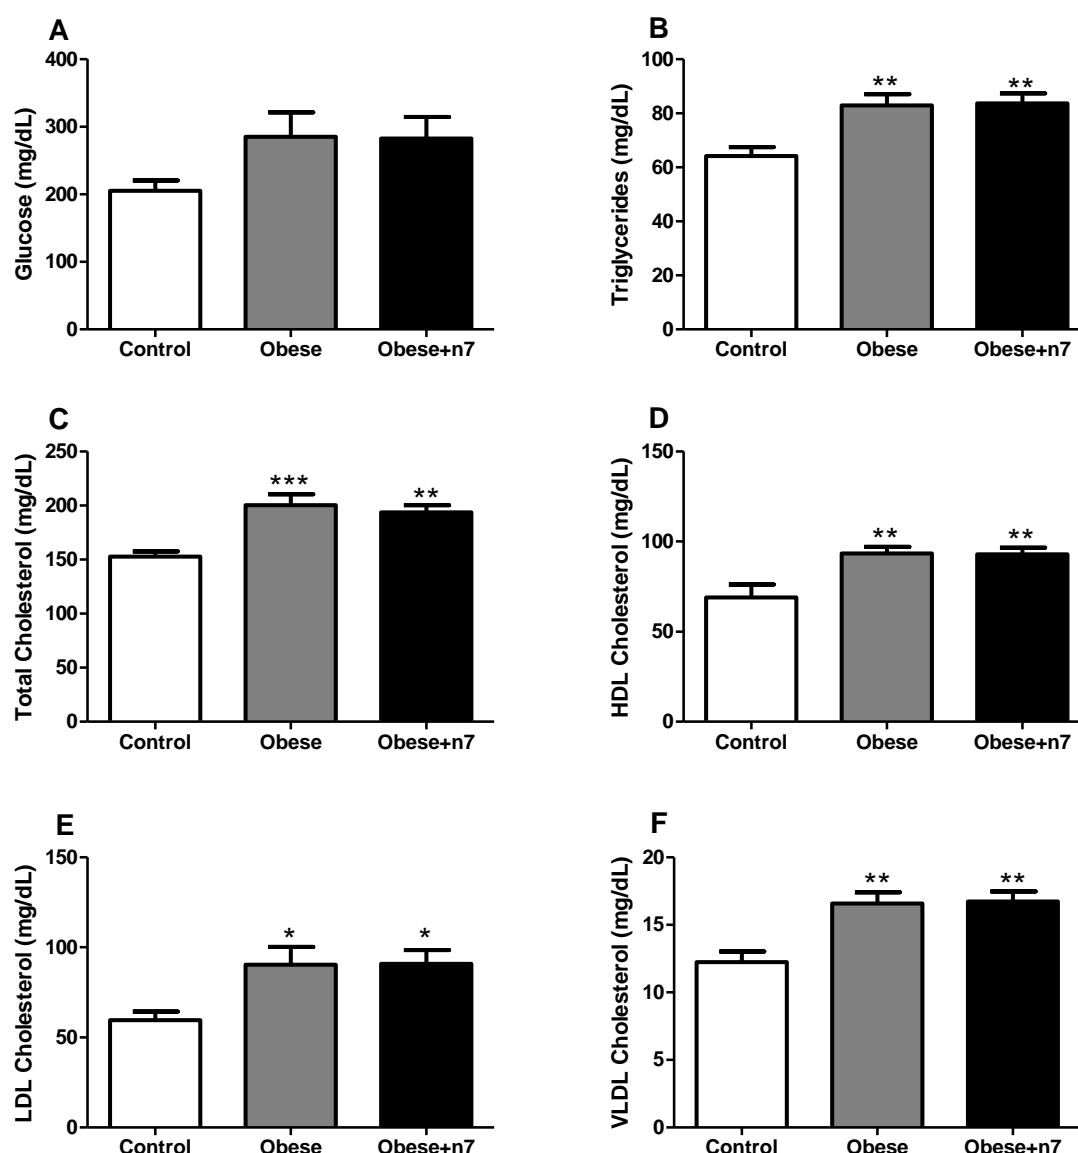 A
Glucose (mg/dL)
400
300
200
100
0
Control Obese Obese+n7
B
Triglycerides (mg/dL)
100
80
60
40
20
0
** **
Control Obese Obese+n7
C
Total Cholesterol (mg/dL)
250
200
150
100
50
0
*** **
Control Obese Obese+n7
D
HDL Cholesterol (mg/dL)
150
100
50
0
** **
Control Obese Obese+n7
E
LDL Cholesterol (mg/dL)
150
100
50
0
* *
Control Obese Obese+n7
F
VLDL Cholesterol (mg/dL)
20
15
10
5
0
** **
Control Obese Obese+n7